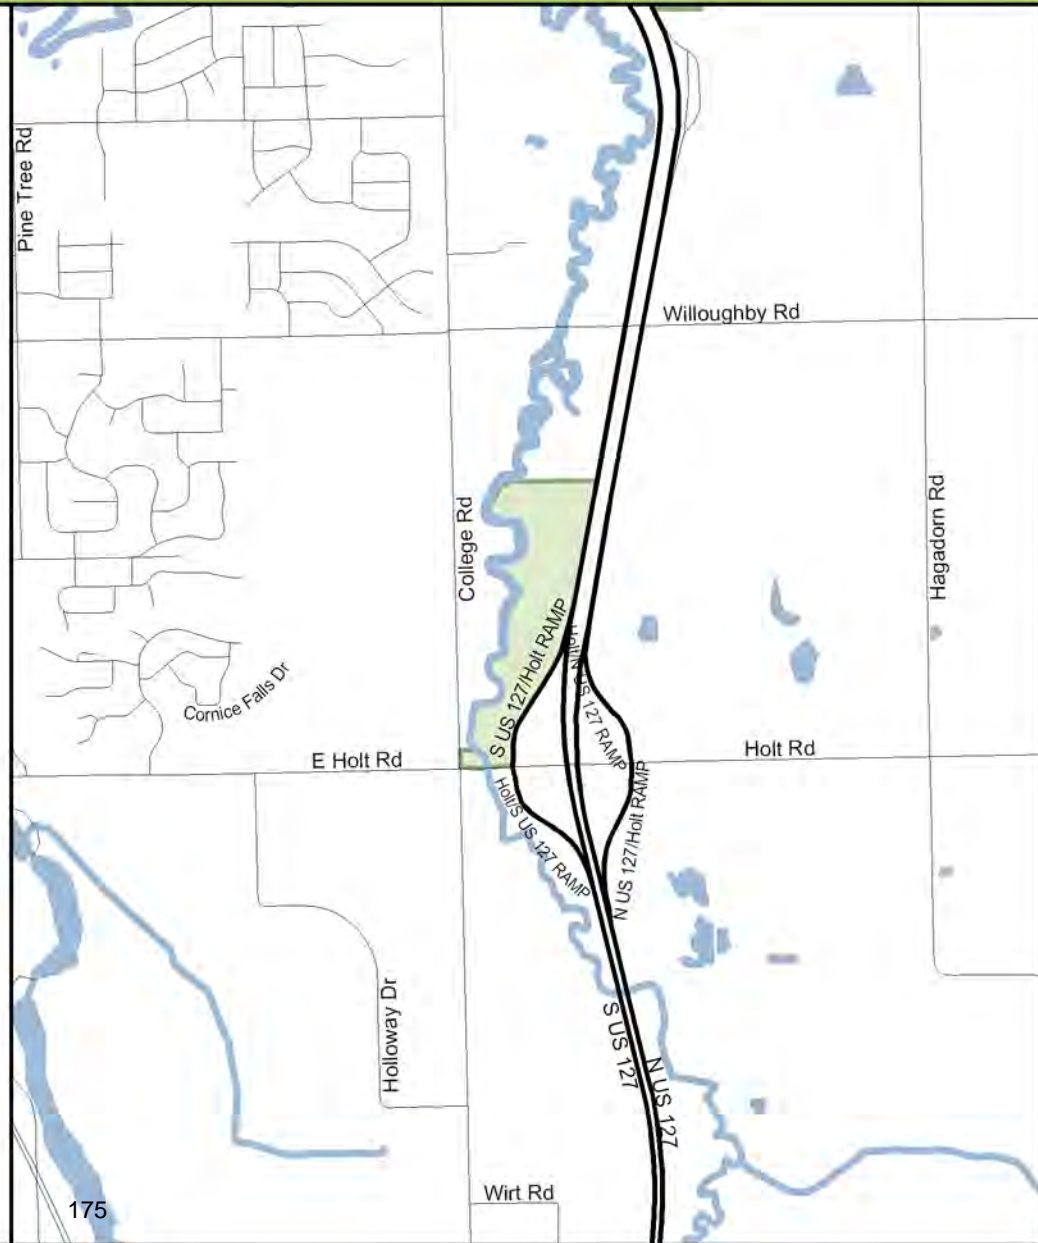 Pine Tree Rd
Willoughby Rd
College Rd
Hagadorn Rd
S US 127/Holt RAMP
Holt/N US 127 RAMP
Cornice Falls Dr
E Holt Rd
Holt Rd
Holt/S US 127 RAMP
N US 127/Holt RAMP
Holloway Dr
S US 127
N US 127
Wirt Rd
175